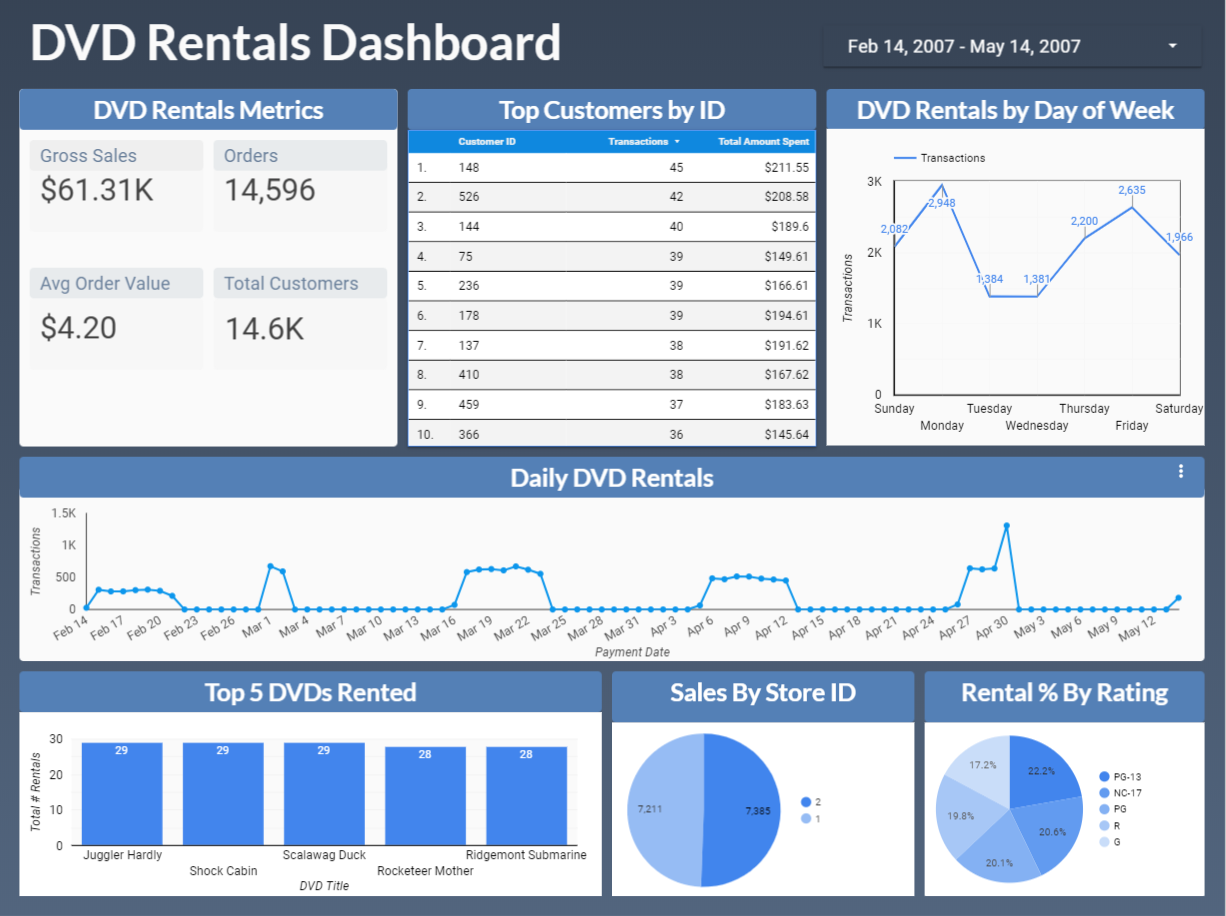 DVD Rentals Dashboard
Feb 14, 2007 - May 14, 2007
DVD Rentals Metrics
Gross Sales
$61.31K
Orders
14,596
Avg Order Value
$4.20
Total Customers
14.6K
Top Customers by ID
Customer ID Transactions Total Amount Spent
1. 148 45 $211.55
2. 526 42 $208.58
3. 144 40 $189.6
4. 75 39 $149.61
5. 236 39 $166.61
6. 178 39 $194.61
7. 137 38 $191.62
8. 410 38 $167.62
9. 459 37 $183.63
10. 366 36 $145.64
DVD Rentals by Day of Week
Transactions
3K
2K
1K
0
Transactions
2,082
2,948
1,384
1,381
2,200
2,635
1,966
Sunday
Monday
Tuesday
Wednesday
Thursday
Friday
Saturday
Daily DVD Rentals
Transactions
1.5K
1K
500
0
Feb 14
Feb 17
Feb 20
Feb 23
Feb 26
Mar 1
Mar 4
Mar 7
Mar 10
Mar 13
Mar 16
Mar 19
Mar 22
Mar 25
Mar 28
Mar 31
Apr 3
Apr 6
Apr 9
Apr 12
Apr 15
Apr 18
Apr 21
Apr 24
Apr 27
Apr 30
May 3
May 6
May 9
May 12
Payment Date
Top 5 DVDs Rented
Total # Rentals
30
20
10
0
29
29
29
28
28
Juggler Hardly
Shock Cabin
Scalawag Duck
Rocketeer Mother
Ridgemont Submarine
DVD Title
Sales By Store ID
7,211
7,385
2
1
Rental % By Rating
22.2%
20.6%
20.1%
19.8%
17.2%
PG-13
NC-17
PG
R
G